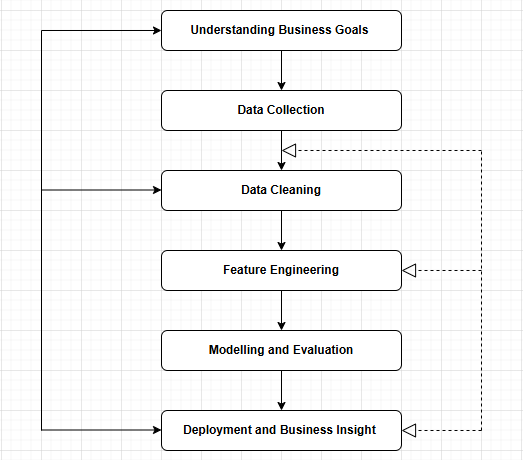 Understanding Business Goals
Data Collection
Data Cleaning
Feature Engineering
Modelling and Evaluation
Deployment and Business Insight